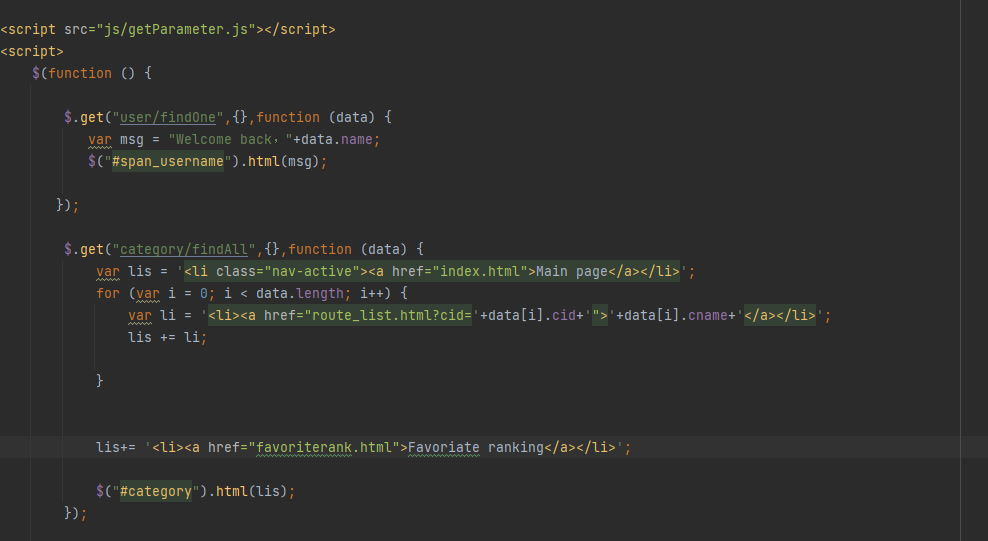 <script src="js/getParameter.js"></script>
<script>
    $(function () {
        $.get("user/findOne",{},function (data) {
           var msg = "Welcome back，"+data.name;
           $("#span_username").html(msg);
       });
        $.get("category/findAll",{},function (data) {
            var lis = '<li class="nav-active"><a href="index.html">Main page</a></li>';
            for (var i = 0; i < data.length; i++) {
                var li = '<li><a href="route_list.html?cid='+data[i].cid+'">'+data[i].cname+'</a></li>';
                lis += li;
            }
            lis+= '<li><a href="favoriterank.html">Favoriate ranking</a></li>';
            $("#category").html(lis);
        });